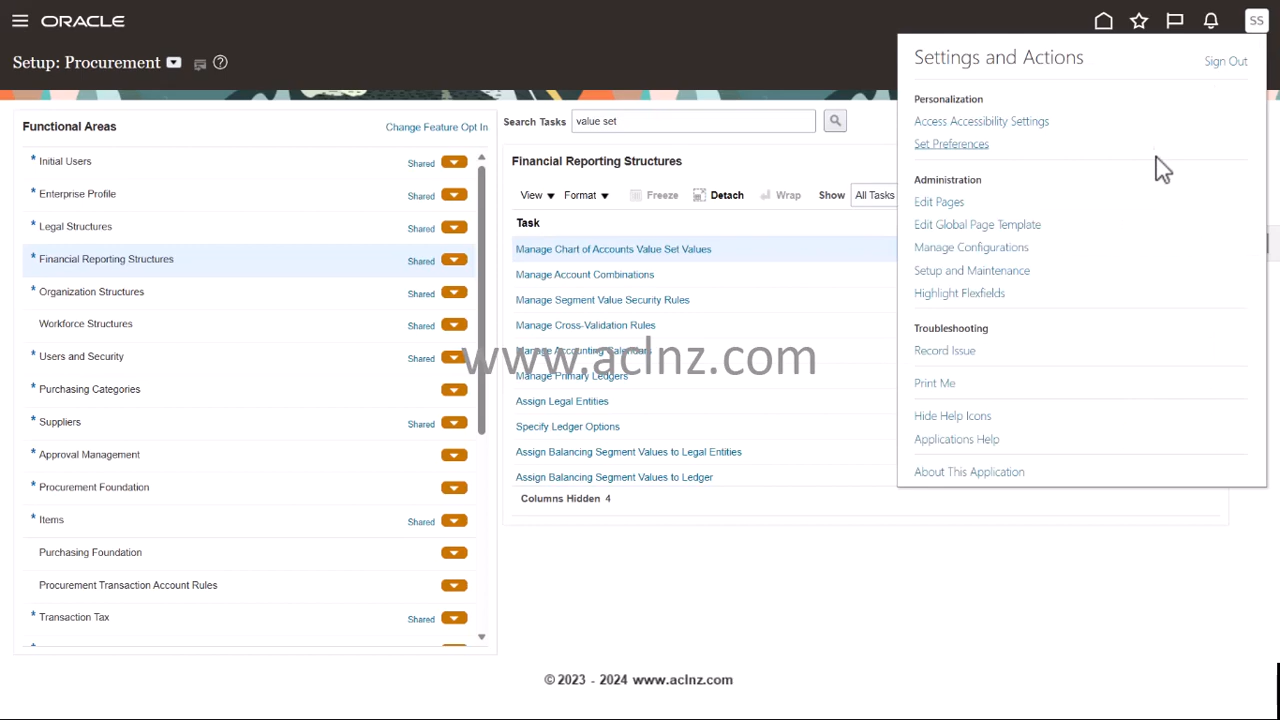 ORACLE
SS
Setup: Procurement
Settings and Actions
Sign Out
Personalization
Access Accessibility Settings
Set Preferences
Administration
Edit Pages
Edit Global Page Template
Manage Configurations
Setup and Maintenance
Highlight Flexfields
Troubleshooting
Record Issue
Print Me
Hide Help Icons
Applications Help
About This Application
Functional Areas
Change Feature Opt In
* Initial Users Shared
* Enterprise Profile Shared
* Legal Structures Shared
* Financial Reporting Structures Shared
* Organization Structures Shared
Workforce Structures
* Users and Security Shared
* Purchasing Categories
* Suppliers Shared
* Approval Management
* Procurement Foundation
* Items Shared
Purchasing Foundation
Procurement Transaction Account Rules
* Transaction Tax Shared
Search Tasks value set
Financial Reporting Structures
View Format Freeze Detach Wrap Show All Tasks
Task
Manage Chart of Accounts Value Set Values
Manage Account Combinations
Manage Segment Value Security Rules
Manage Cross-Validation Rules
Manage Accounting Calendars
Manage Primary Ledgers
Assign Legal Entities
Specify Ledger Options
Assign Balancing Segment Values to Legal Entities
Assign Balancing Segment Values to Ledger
Columns Hidden 4
www.aclnz.com
© 2023 - 2024 www.aclnz.com